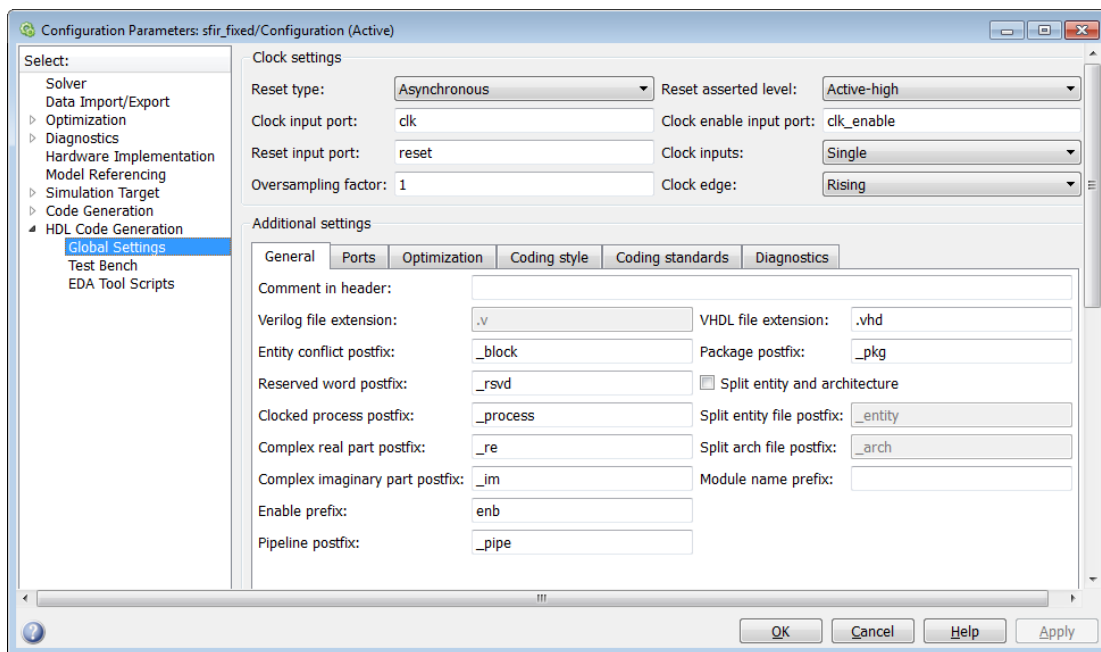 Configuration Parameters: sfir_fixed/Configuration (Active)
Select:
Solver
Data Import/Export
Optimization
Diagnostics
Hardware Implementation
Model Referencing
Simulation Target
Code Generation
HDL Code Generation
Global Settings
Test Bench
EDA Tool Scripts
Clock settings
Reset type: Asynchronous Reset asserted level: Active-high
Clock input port: clk Clock enable input port: clk_enable
Reset input port: reset Clock inputs: Single
Oversampling factor: 1 Clock edge: Rising
Additional settings
General Ports Optimization Coding style Coding standards Diagnostics
Comment in header:
Verilog file extension: .v VHDL file extension: .vhd
Entity conflict postfix: _block Package postfix: _pkg
Reserved word postfix: _rsvd Split entity and architecture
Clocked process postfix: _process Split entity file postfix: _entity
Complex real part postfix: _re Split arch file postfix: _arch
Complex imaginary part postfix: _im Module name prefix:
Enable prefix: enb
Pipeline postfix: _pipe
OK Cancel Help Apply